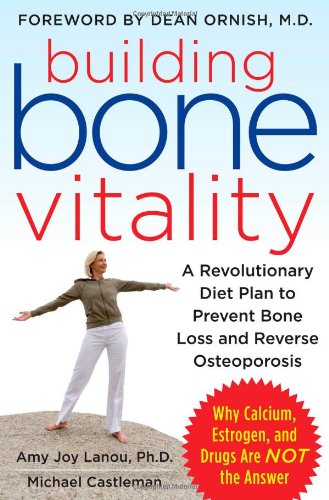 FOREWORD BY DEAN ORNISH, M.D.
building
bone
vitality
A Revolutionary
Diet Plan to
Prevent Bone
Loss and Reverse
Osteoporosis
Why Calcium,
Estrogen, and
Drugs Are NOT
the Answer
Amy Joy Lanou, Ph.D.
Michael Castleman